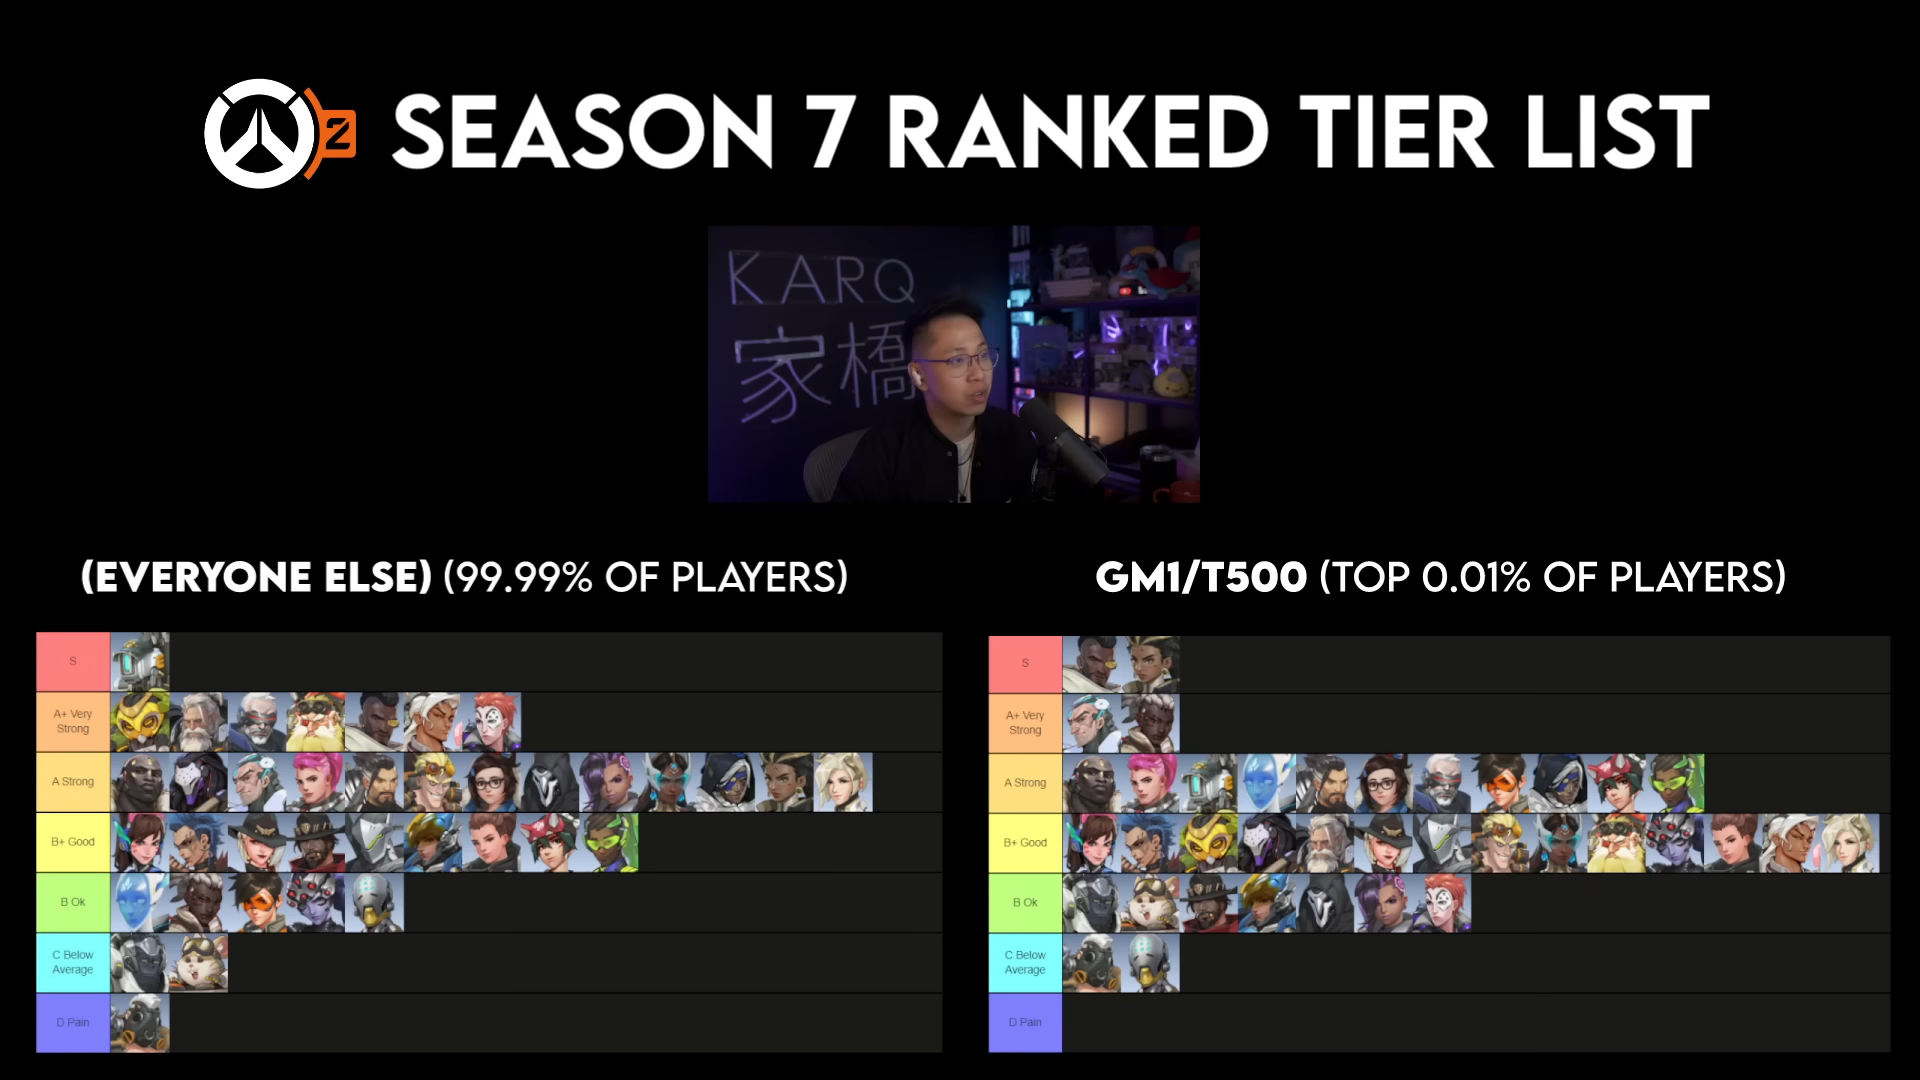 2 SEASON 7 RANKED TIER LIST
KARQ
家橋
(EVERYONE ELSE) (99.99% OF PLAYERS)
S
A+ Very
Strong
A Strong
B+ Good
B Ok
C Below
Average
D Pain
GM1/T500 (TOP 0.01% OF PLAYERS)
S
A+ Very
Strong
A Strong
B+ Good
B Ok
C Below
Average
D Pain